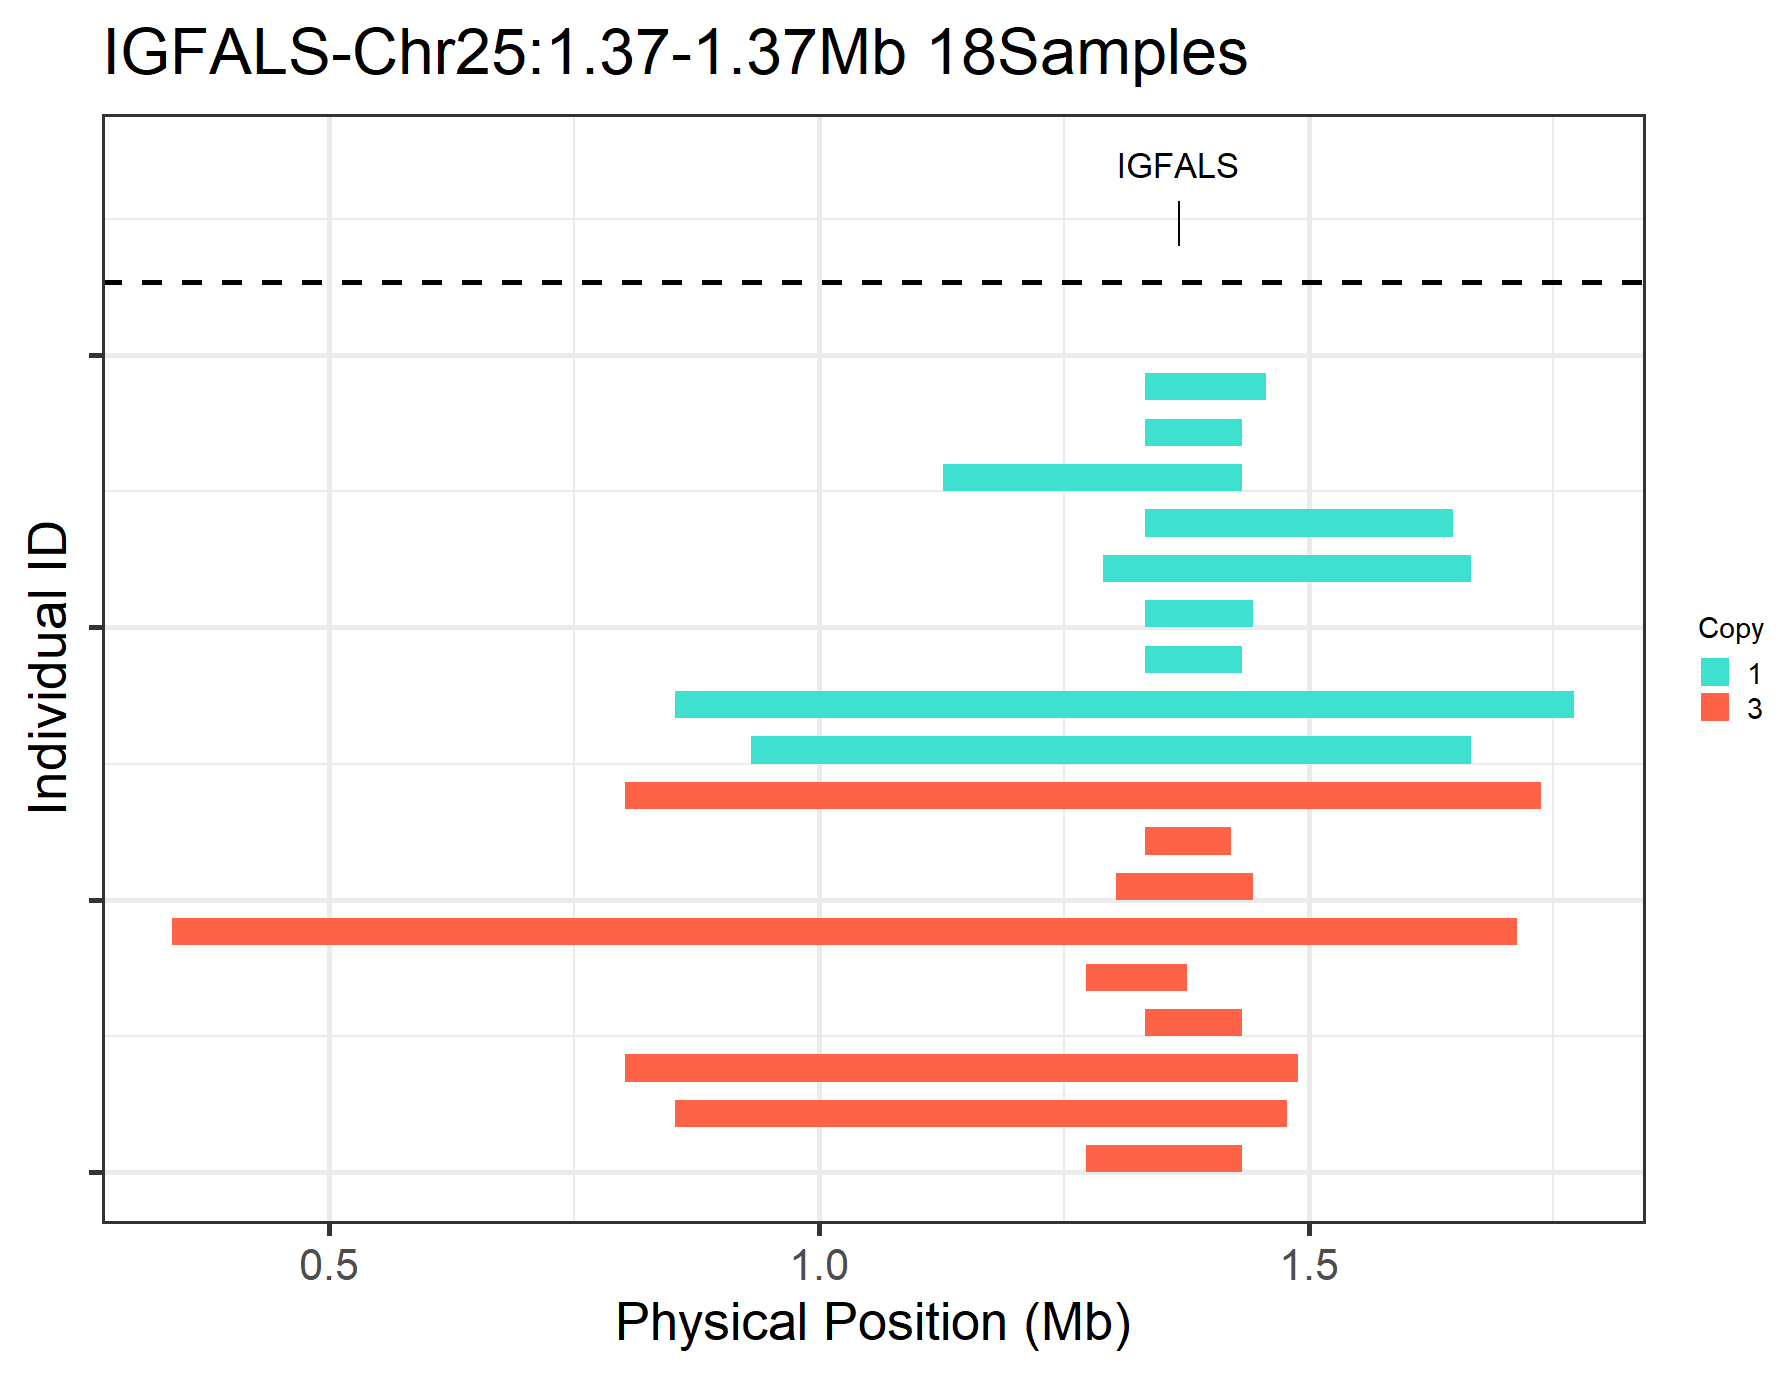 IGFALS-Chr25:1.37-1.37Mb 18Samples
IGFALS
Individual ID
Copy
1
3
0.5
1.0
1.5
Physical Position (Mb)